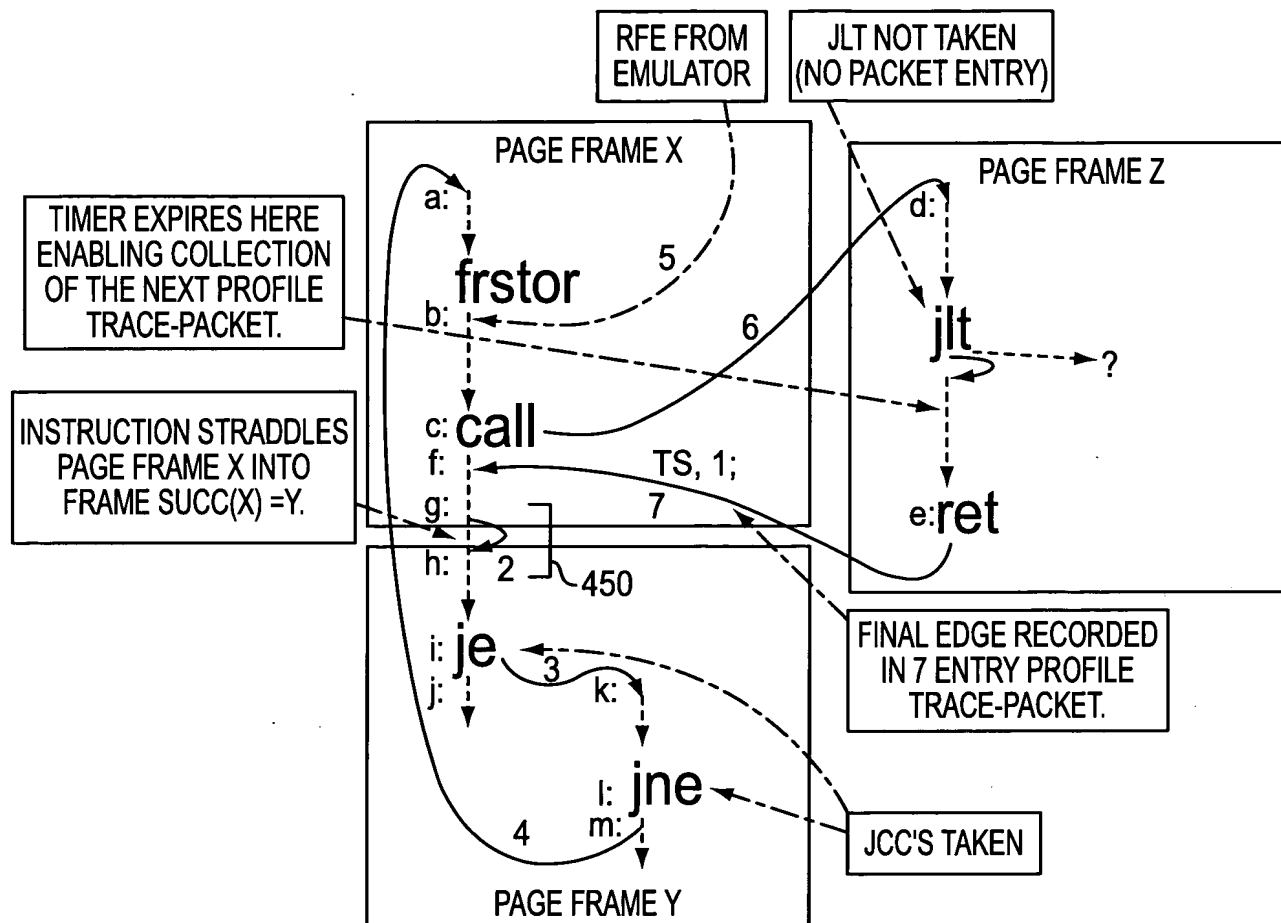 RFE FROM
EMULATOR
JLT NOT TAKEN
(NO PACKET ENTRY)
PAGE FRAME X
PAGE FRAME Z
a:
d:
TIMER EXPIRES HERE
ENABLING COLLECTION
OF THE NEXT PROFILE
TRACE-PACKET.
frstor
5
b:
6
jlt
?
INSTRUCTION STRADDLES
PAGE FRAME X INTO
FRAME SUCC(X) =Y.
c: call
f:
TS, 1;
g:
7
e: ret
h:
2
450
i: je
3
j:
k:
FINAL EDGE RECORDED
IN 7 ENTRY PROFILE
TRACE-PACKET.
l: jne
m:
4
JCC'S TAKEN
PAGE FRAME Y